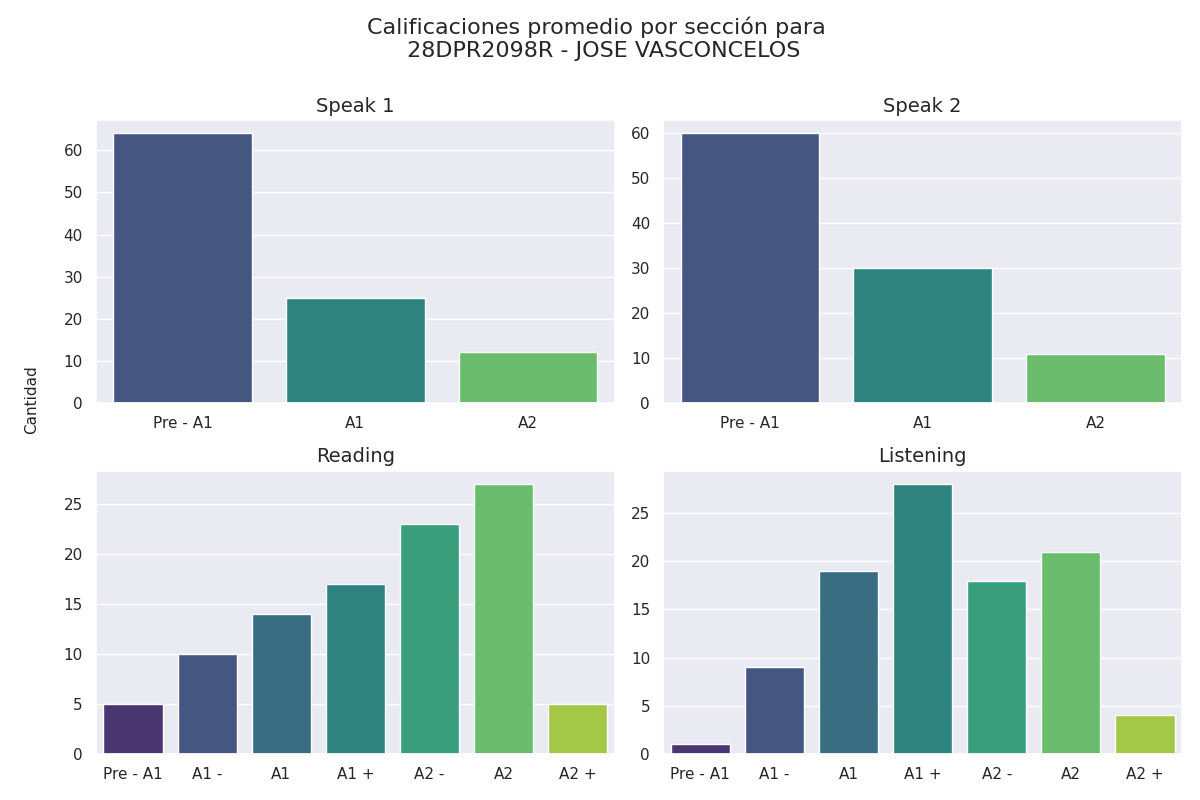 Calificaciones promedio por sección para
28DPR2098R - JOSE VASCONCELOS
Cantidad
Speak 1
60
50
40
30
20
10
0
Pre - A1 A1 A2
Speak 2
60
50
40
30
20
10
0
Pre - A1 A1 A2
Reading
25
20
15
10
5
0
Pre - A1 A1 - A1 A1 + A2 - A2 A2 +
Listening
25
20
15
10
5
0
Pre - A1 A1 - A1 A1 + A2 - A2 A2 +